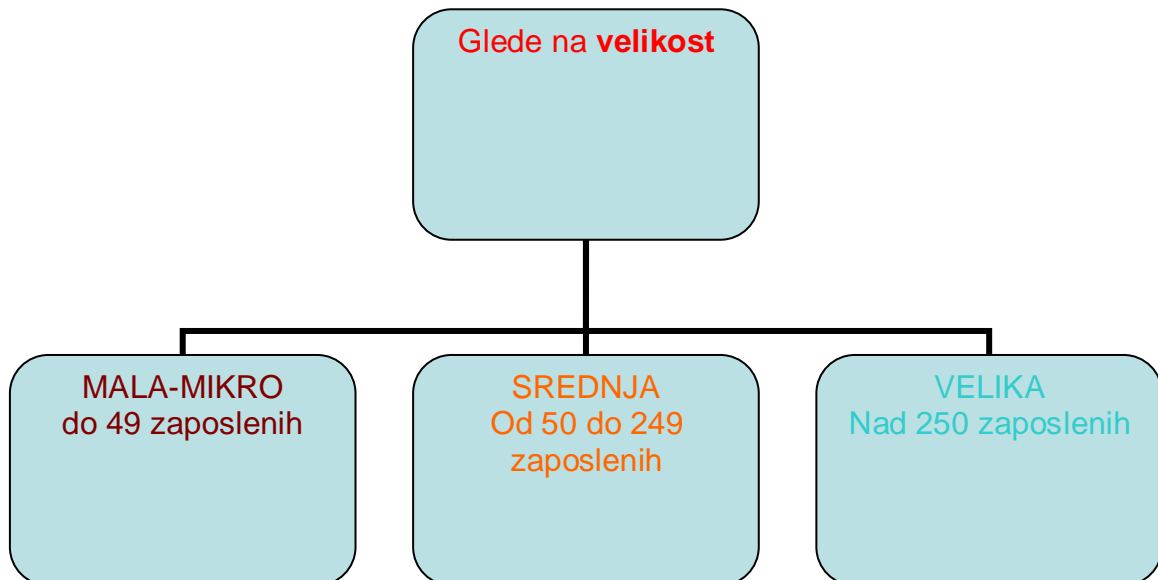 Glede na velikost
MALA-MIKRO
do 49 zaposlenih
SREDNJA
Od 50 do 249
zaposlenih
VELIKA
Nad 250 zaposlenih